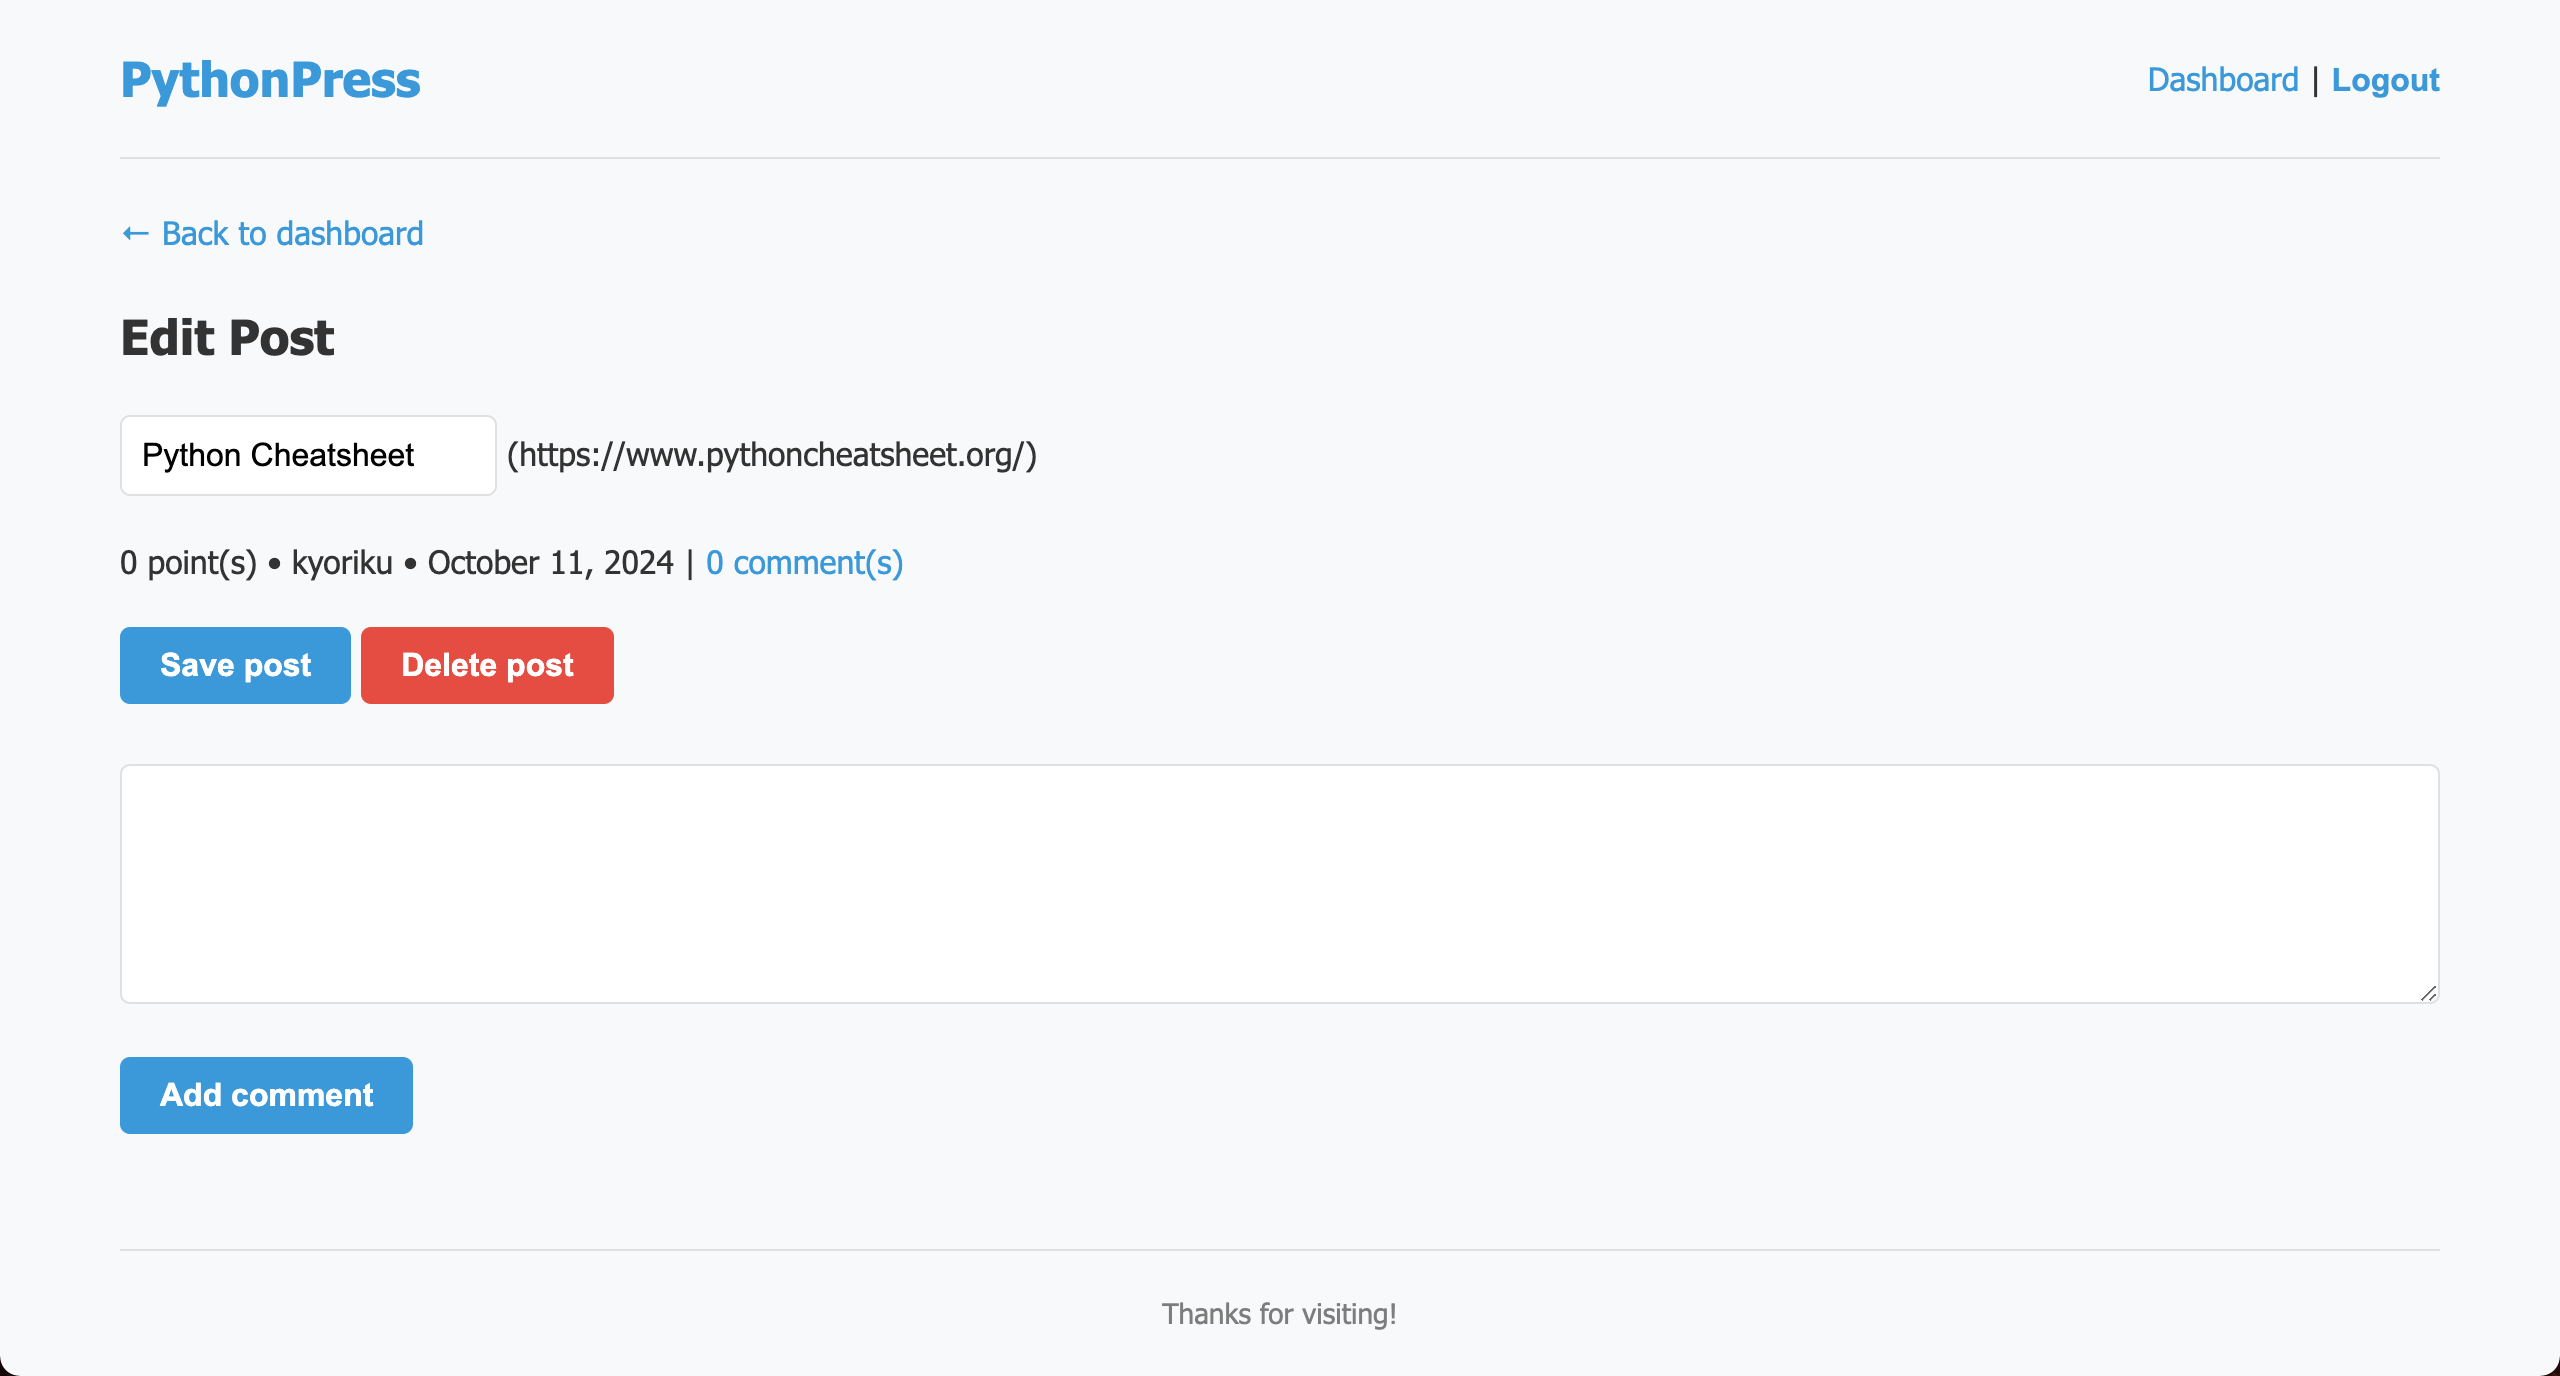 PythonPress
Dashboard | Logout
← Back to dashboard
Edit Post
Python Cheatsheet (https://www.pythoncheatsheet.org/)
0 point(s) • kyoriku • October 11, 2024 | 0 comment(s)
Save post Delete post
Add comment
Thanks for visiting!